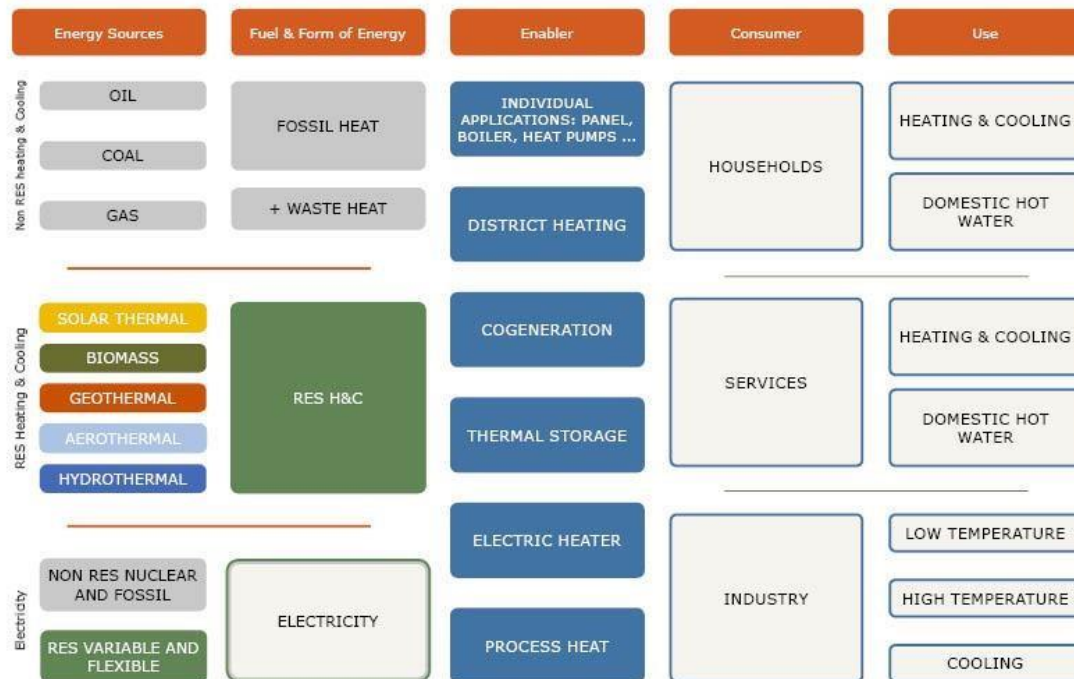 Energy Sources
Fuel & Form of Energy
Enabler
Consumer
Use
Non RES heating & Cooling
OIL
COAL
GAS
FOSSIL HEAT
+ WASTE HEAT
RES Heating & Cooling
SOLAR THERMAL
BIOMASS
GEOTHERMAL
AEROTHERMAL
HYDROTHERMAL
RES H&C
Electricity
NON RES NUCLEAR
AND FOSSIL
RES VARIABLE AND
FLEXIBLE
ELECTRICITY
INDIVIDUAL
APPLICATIONS: PANEL,
BOILER, HEAT PUMPS ...
DISTRICT HEATING
COGENERATION
THERMAL STORAGE
ELECTRIC HEATER
PROCESS HEAT
HOUSEHOLDS
SERVICES
INDUSTRY
HEATING & COOLING
DOMESTIC HOT
WATER
HEATING & COOLING
DOMESTIC HOT
WATER
LOW TEMPERATURE
HIGH TEMPERATURE
COOLING